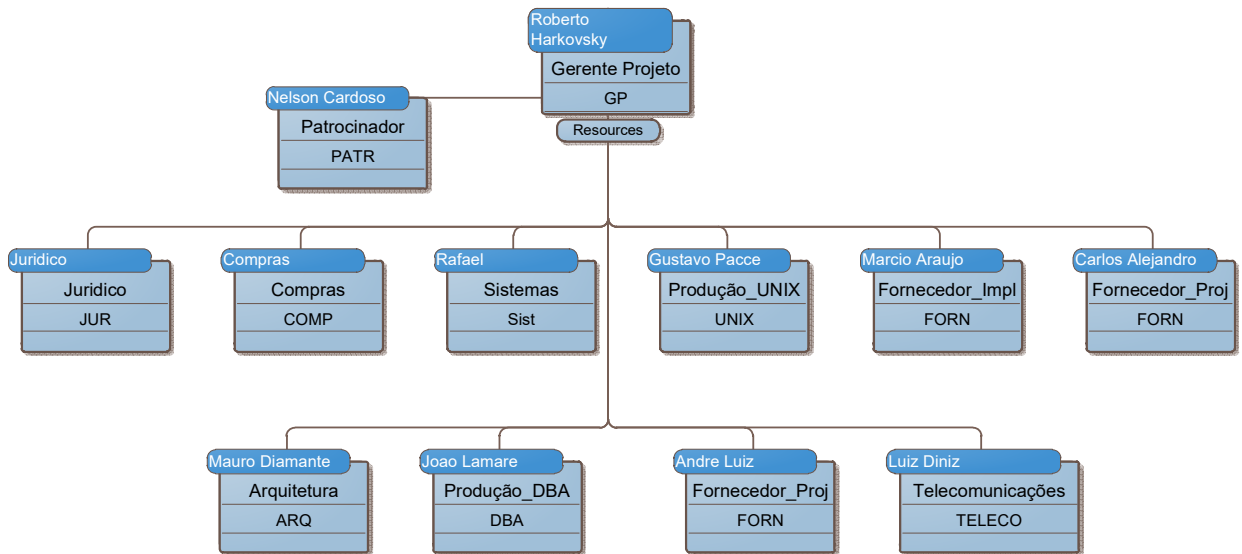 Roberto
Harkovsky
Gerente Projeto
GP
Resources
Nelson Cardoso
Patrocinador
PATR
Juridico
Juridico
JUR
Compras
Compras
COMP
Rafael
Sistemas
Sist
Gustavo Pacce
Produção_UNIX
UNIX
Marcio Araujo
Fornecedor_Impl
FORN
Carlos Alejandro
Fornecedor_Proj
FORN
Mauro Diamante
Arquitetura
ARQ
Joao Lamare
Produção_DBA
DBA
Andre Luiz
Fornecedor_Proj
FORN
Luiz Diniz
Telecomunicações
TELECO